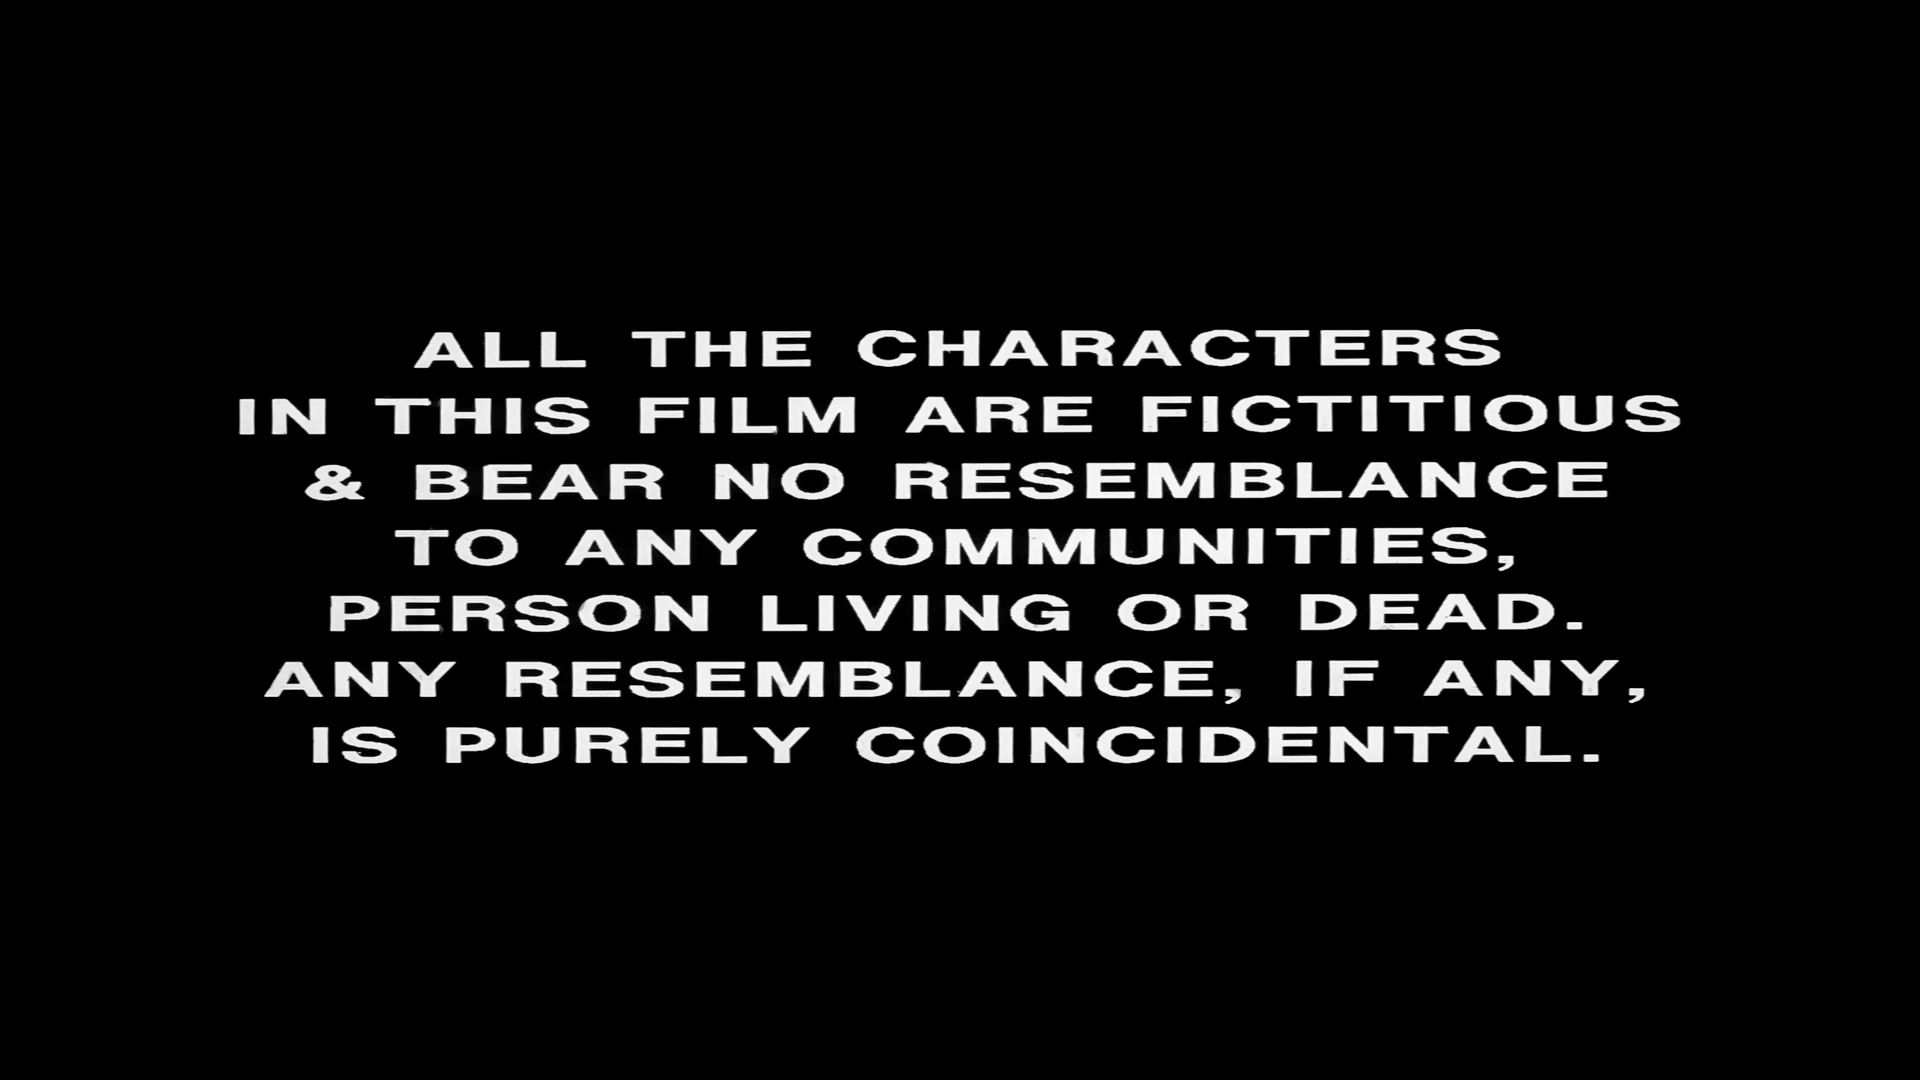 ALL THE CHARACTERS
IN THIS FILM ARE FICTITIOUS
& BEAR NO RESEMBLANCE
TO ANY COMMUNITIES,
PERSON LIVING OR DEAD.
ANY RESEMBLANCE, IF ANY,
IS PURELY COINCIDENTAL.